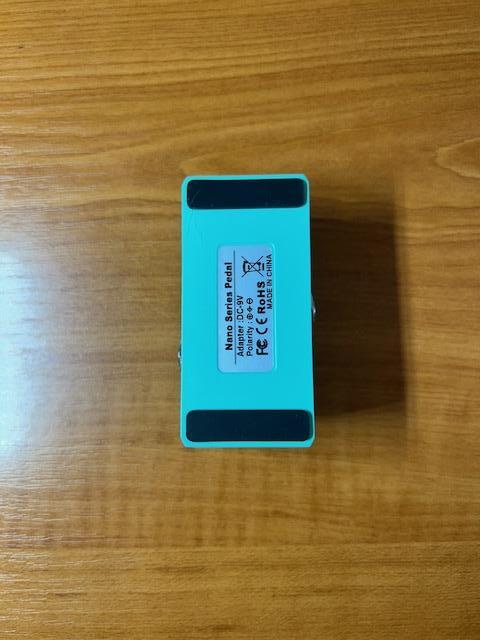 Nano Series Pedal
Adapter :DC-9V
Polarity : ⊕ ⊖
FC CE RoHS
MADE IN CHINA